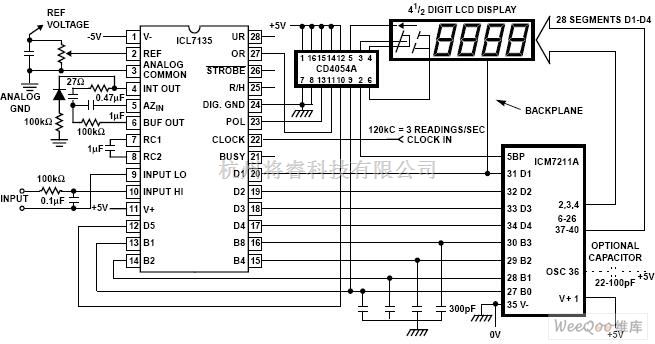 4 1/2 DIGIT LCD DISPLAY
28 SEGMENTS D1-D4
REF
VOLTAGE
-5V
1 V- UR 28
+5V
2 REF OR 27
1 16 15 14 12 5 3 4
CD4054A
7 8 13 11 10 9 2 6
3 ANALOG COMMON STROBE 26
27Ω
0.47µF
4 INT OUT R/H 25
ANALOG
GND
5 AZIN DIG. GND 24
1µF
6 BUF OUT POL 23
100kΩ
100kΩ
BACKPLANE
7 RC1 CLOCK 22
120kC = 3 READINGS/SEC
CLOCK IN
1µF
8 RC2 BUSY 21
5BP
ICM7211A
杭州将睿科技有限公司
9 INPUT LO D1 20
31 D1
100kΩ
10 INPUT HI D2 19
32 D2
INPUT
0.1µF
+5V
11 V+ D3 18
33 D3
2,3,4
6-26
37-40
12 D5 D4 17
34 D4
13 B1 B8 16
30 B3
OPTIONAL
CAPACITOR
14 B2 B4 15
29 B2
28 B1
OSC 36
+5V
22-100pF
27 B0
300pF
35 V-
V+ 1
0V
+5V
WeeQoo维库